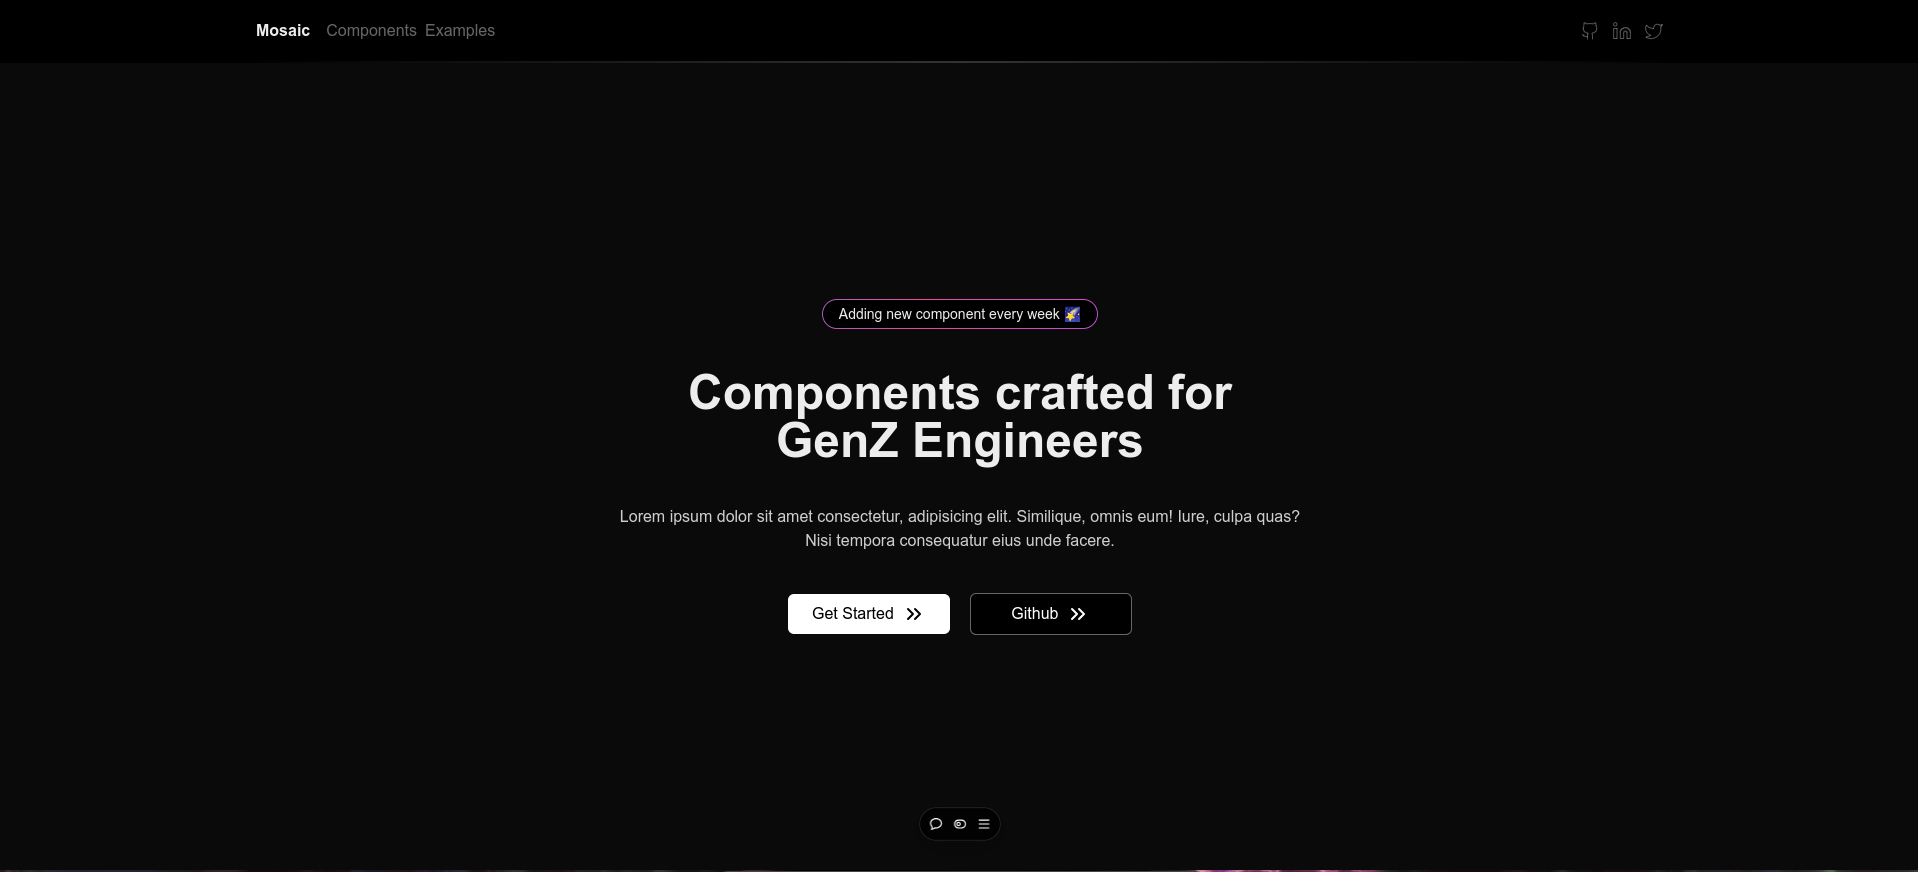 Mosaic Components Examples
Adding new component every week 🌠
Components crafted for
GenZ Engineers
Lorem ipsum dolor sit amet consectetur, adipisicing elit. Similique, omnis eum! Iure, culpa quas?
Nisi tempora consequatur eius unde facere.
Get Started
Github